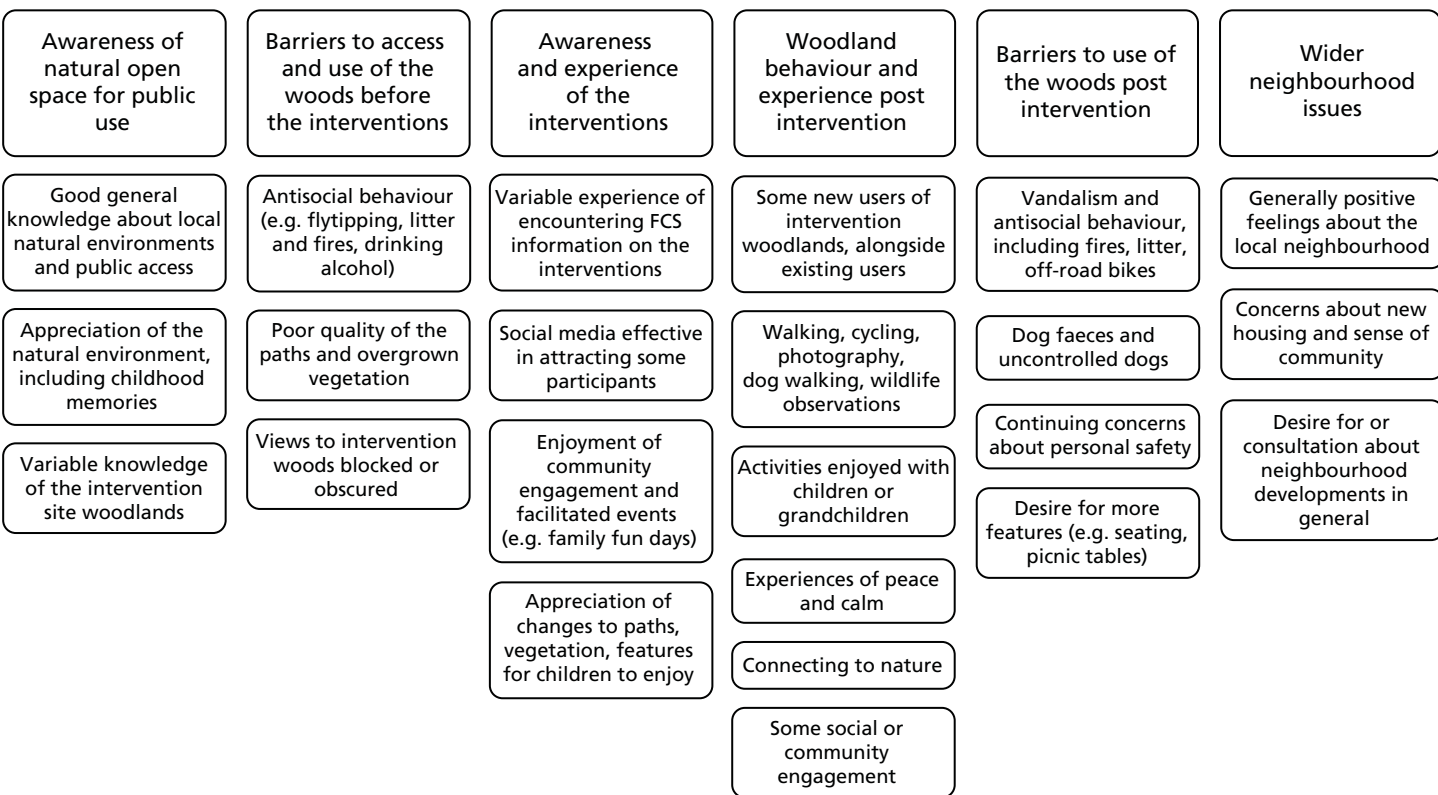 Awareness of
natural open
space for public
use
Good general
knowledge about local
natural environments
and public access
Appreciation of the
natural environment,
including childhood
memories
Variable knowledge
of the intervention
site woodlands
Barriers to access
and use of the
woods before
the interventions
Antisocial behaviour
(e.g. flytipping, litter
and fires, drinking
alcohol)
Poor quality of the
paths and overgrown
vegetation
Views to intervention
woods blocked or
obscured
Awareness
and experience
of the
interventions
Variable experience of
encountering FCS
information on the
interventions
Social media effective
in attracting some
participants
Enjoyment of
community
engagement and
facilitated events
(e.g. family fun days)
Appreciation of
changes to paths,
vegetation, features
for children to enjoy
Woodland
behaviour and
experience post
intervention
Some new users of
intervention
woodlands, alongside
existing users
Walking, cycling,
photography,
dog walking, wildlife
observations
Activities enjoyed with
children or
grandchildren
Experiences of peace
and calm
Connecting to nature
Some social or
community
engagement
Barriers to use of
the woods post
intervention
Vandalism and
antisocial behaviour,
including fires, litter,
off-road bikes
Dog faeces and
uncontrolled dogs
Continuing concerns
about personal safety
Desire for more
features (e.g. seating,
picnic tables)
Wider
neighbourhood
issues
Generally positive
feelings about the
local neighbourhood
Concerns about new
housing and sense of
community
Desire for or
consultation about
neighbourhood
developments in
general